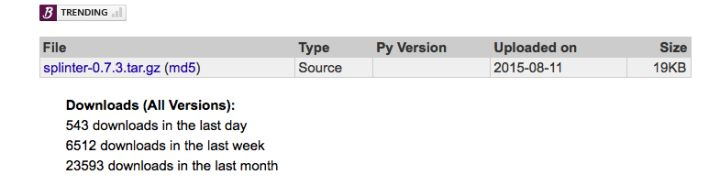 B TRENDING
File Type Py Version Uploaded on Size
splinter-0.7.3.tar.gz (md5) Source 2015-08-11 19KB
Downloads (All Versions):
543 downloads in the last day
6512 downloads in the last week
23593 downloads in the last month